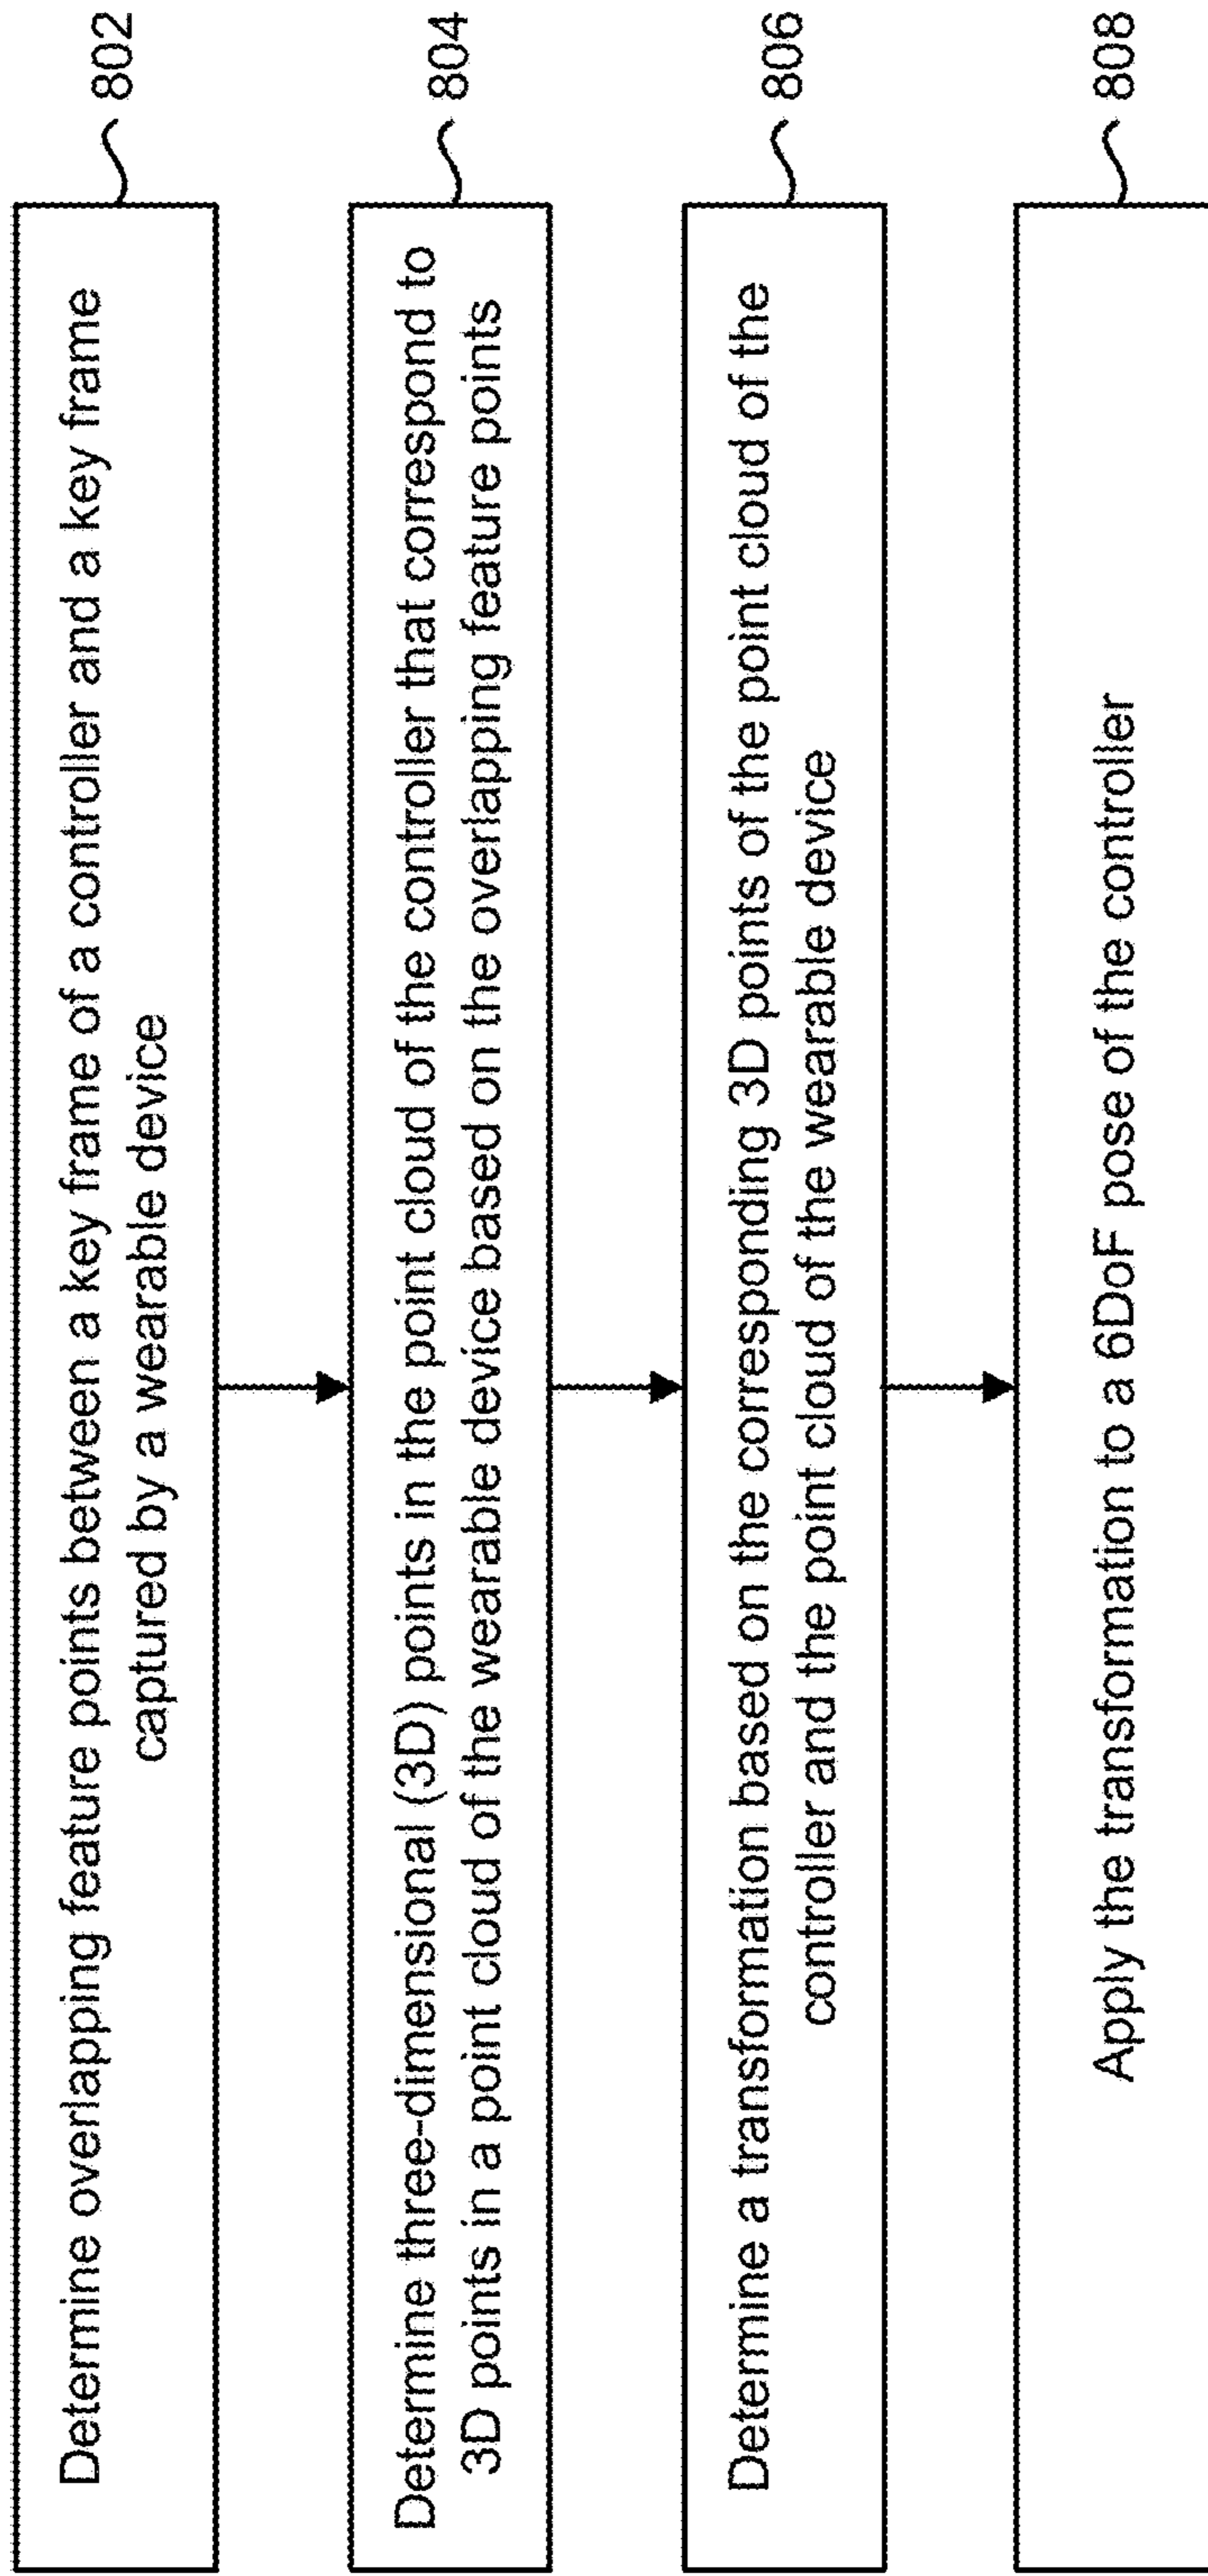 Determine overlapping feature points between a key frame of a controller and a key frame
captured by a wearable device
802
Determine three-dimensional (3D) points in the point cloud of the controller that correspond to
3D points in a point cloud of the wearable device based on the overlapping feature points
804
Determine a transformation based on the corresponding 3D points of the point cloud of the
controller and the point cloud of the wearable device
806
Apply the transformation to a 6DoF pose of the controller
808